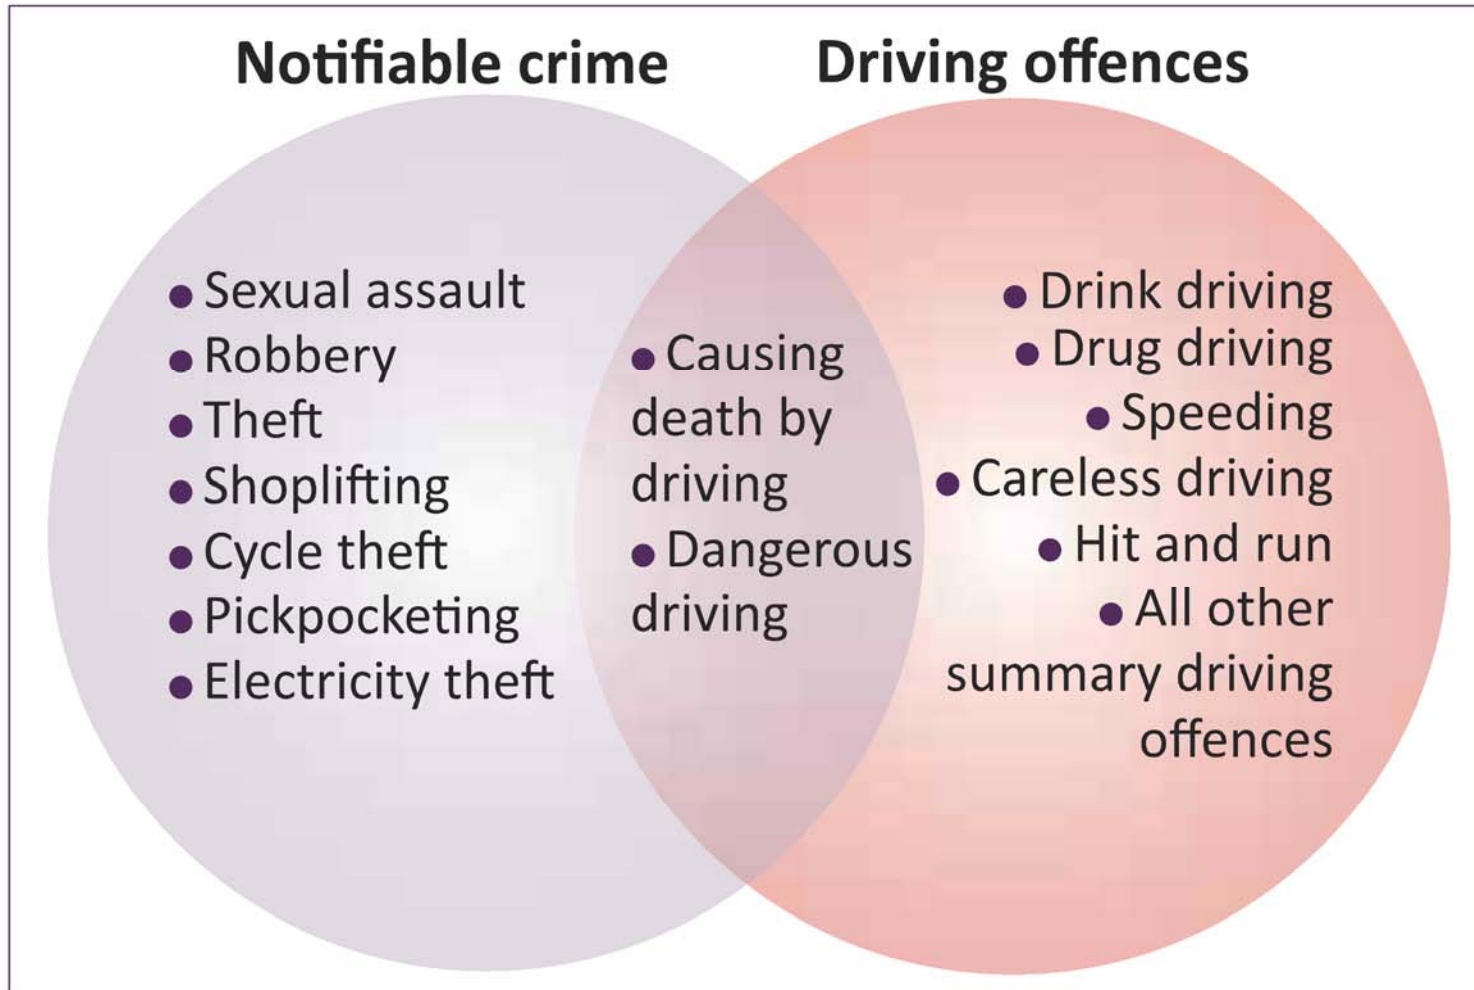 Notifiable crime
Driving offences
● Sexual assault
● Robbery
● Theft
● Shoplifting
● Cycle theft
● Pickpocketing
● Electricity theft
● Causing
death by
driving
● Dangerous
driving
● Drink driving
● Drug driving
● Speeding
● Careless driving
● Hit and run
● All other
summary driving
offences